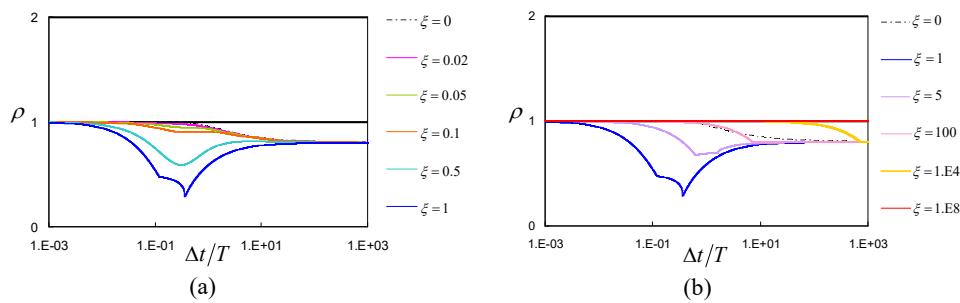 2
1
0
ρ
1.E-03
1.E-01
1.E+01
1.E+03
Δt/T
ξ = 0
ξ = 0.02
ξ = 0.05
ξ = 0.1
ξ = 0.5
ξ = 1
(a)
2
1
0
ρ
1.E-03
1.E-01
1.E+01
1.E+03
Δt/T
ξ = 0
ξ = 1
ξ = 5
ξ = 100
ξ = 1.E4
ξ = 1.E8
(b)